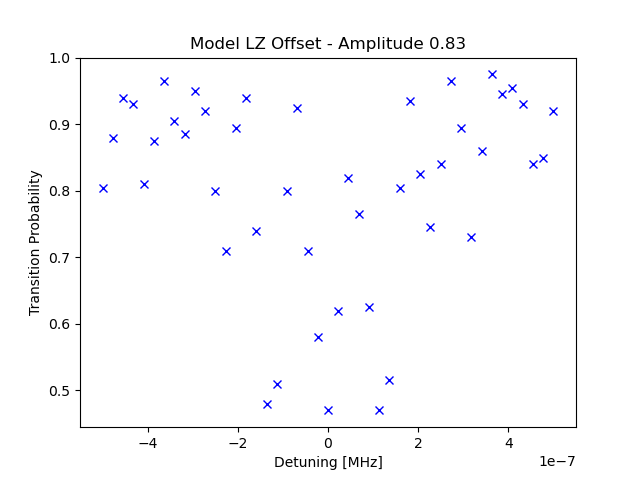 Model LZ Offset - Amplitude 0.83
Transition Probability
1.0
0.9
0.8
0.7
0.6
0.5
−4
−2
0
2
4
1e−7
Detuning [MHz]